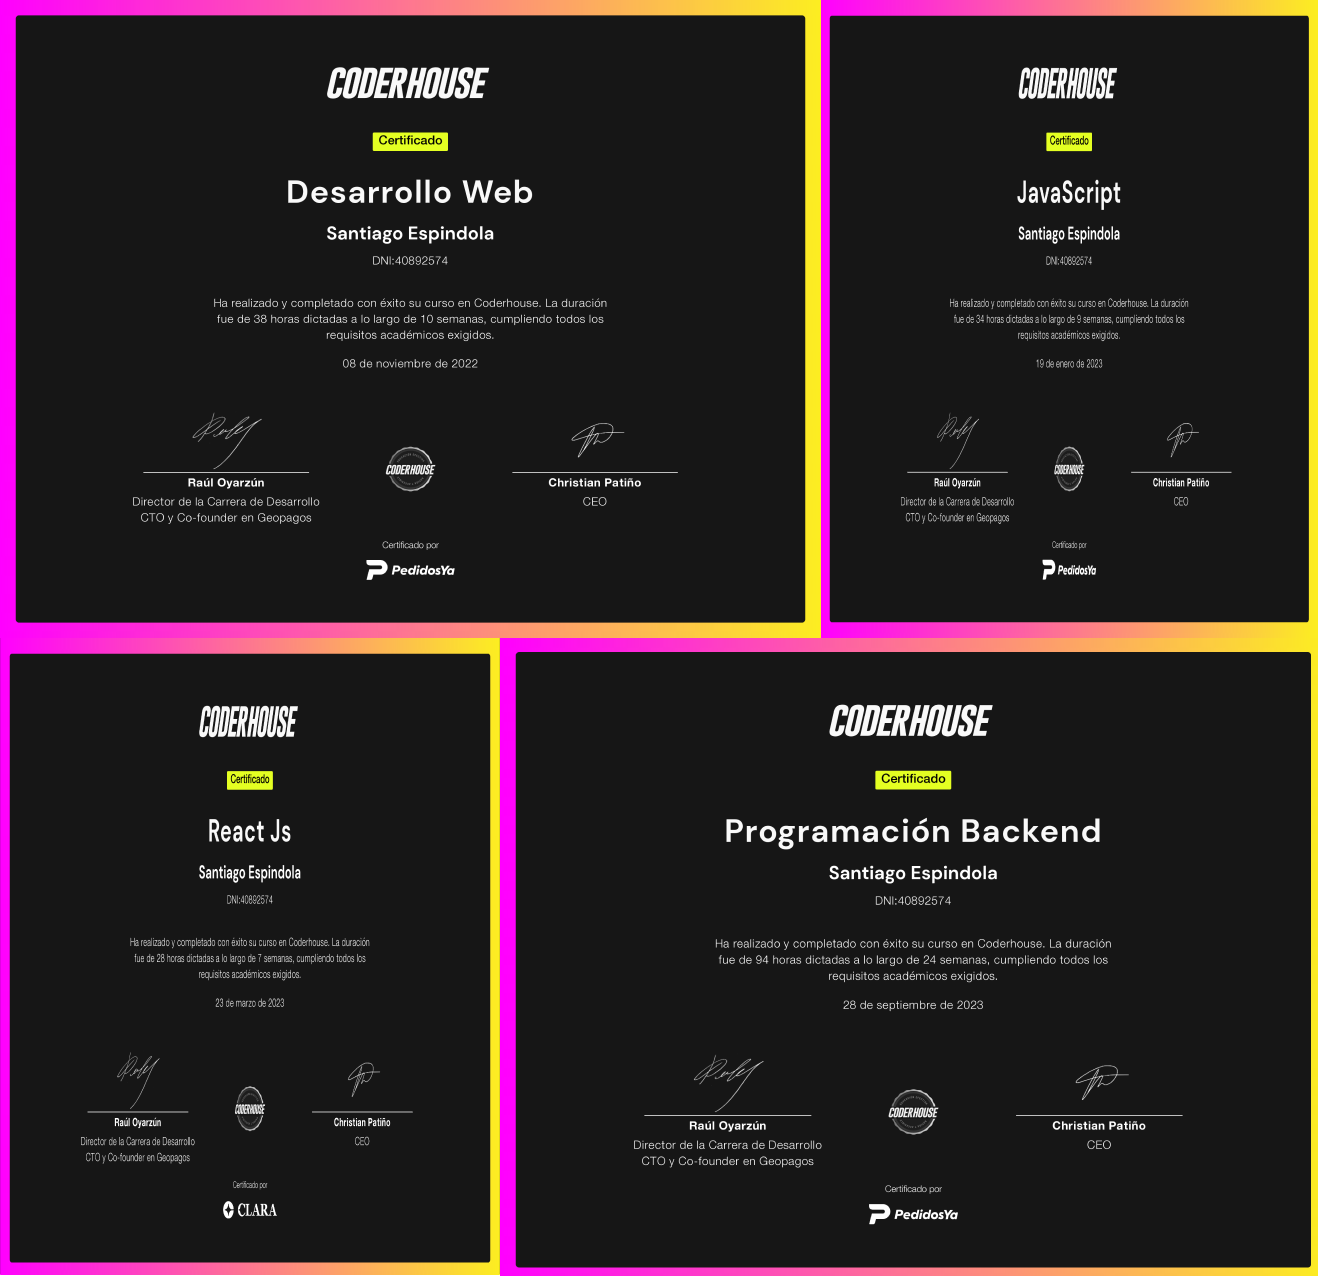 CODERHOUSE
Certificado
Desarrollo Web
Santiago Espindola
DNI:40892574
Ha realizado y completado con éxito su curso en Coderhouse. La duración
fue de 38 horas dictadas a lo largo de 10 semanas, cumpliendo todos los
requisitos académicos exigidos.
08 de noviembre de 2022
CODERHOUSE
Raúl Oyarzún
Christian Patiño
Director de la Carrera de Desarrollo
CEO
CTO y Co-founder en Geopagos
Certificado por
PedidosYa
CODERHOUSE
Certificado
JavaScript
Santiago Espindola
DNI:40892574
Ha realizado y completado con éxito su curso en Coderhouse. La duración
fue de 34 horas dictadas a lo largo de 9 semanas, cumpliendo todos los
requisitos académicos exigidos.
19 de enero de 2023
CODERHOUSE
Raúl Oyarzún
Christian Patiño
Director de la Carrera de Desarrollo
CEO
CTO y Co-founder en Geopagos
Certificado por
PedidosYa
CODERHOUSE
Certificado
React Js
Santiago Espindola
DNI:40892574
Ha realizado y completado con éxito su curso en Coderhouse. La duración
fue de 28 horas dictadas a lo largo de 7 semanas, cumpliendo todos los
requisitos académicos exigidos.
23 de marzo de 2023
CODERHOUSE
Raúl Oyarzún
Christian Patiño
Director de la Carrera de Desarrollo
CEO
CTO y Co-founder en Geopagos
Certificado por
CLARA
CODERHOUSE
Certificado
Programación Backend
Santiago Espindola
DNI:40892574
Ha realizado y completado con éxito su curso en Coderhouse. La duración
fue de 94 horas dictadas a lo largo de 24 semanas, cumpliendo todos los
requisitos académicos exigidos.
28 de septiembre de 2023
CODERHOUSE
Raúl Oyarzún
Christian Patiño
Director de la Carrera de Desarrollo
CEO
CTO y Co-founder en Geopagos
Certificado por
PedidosYa